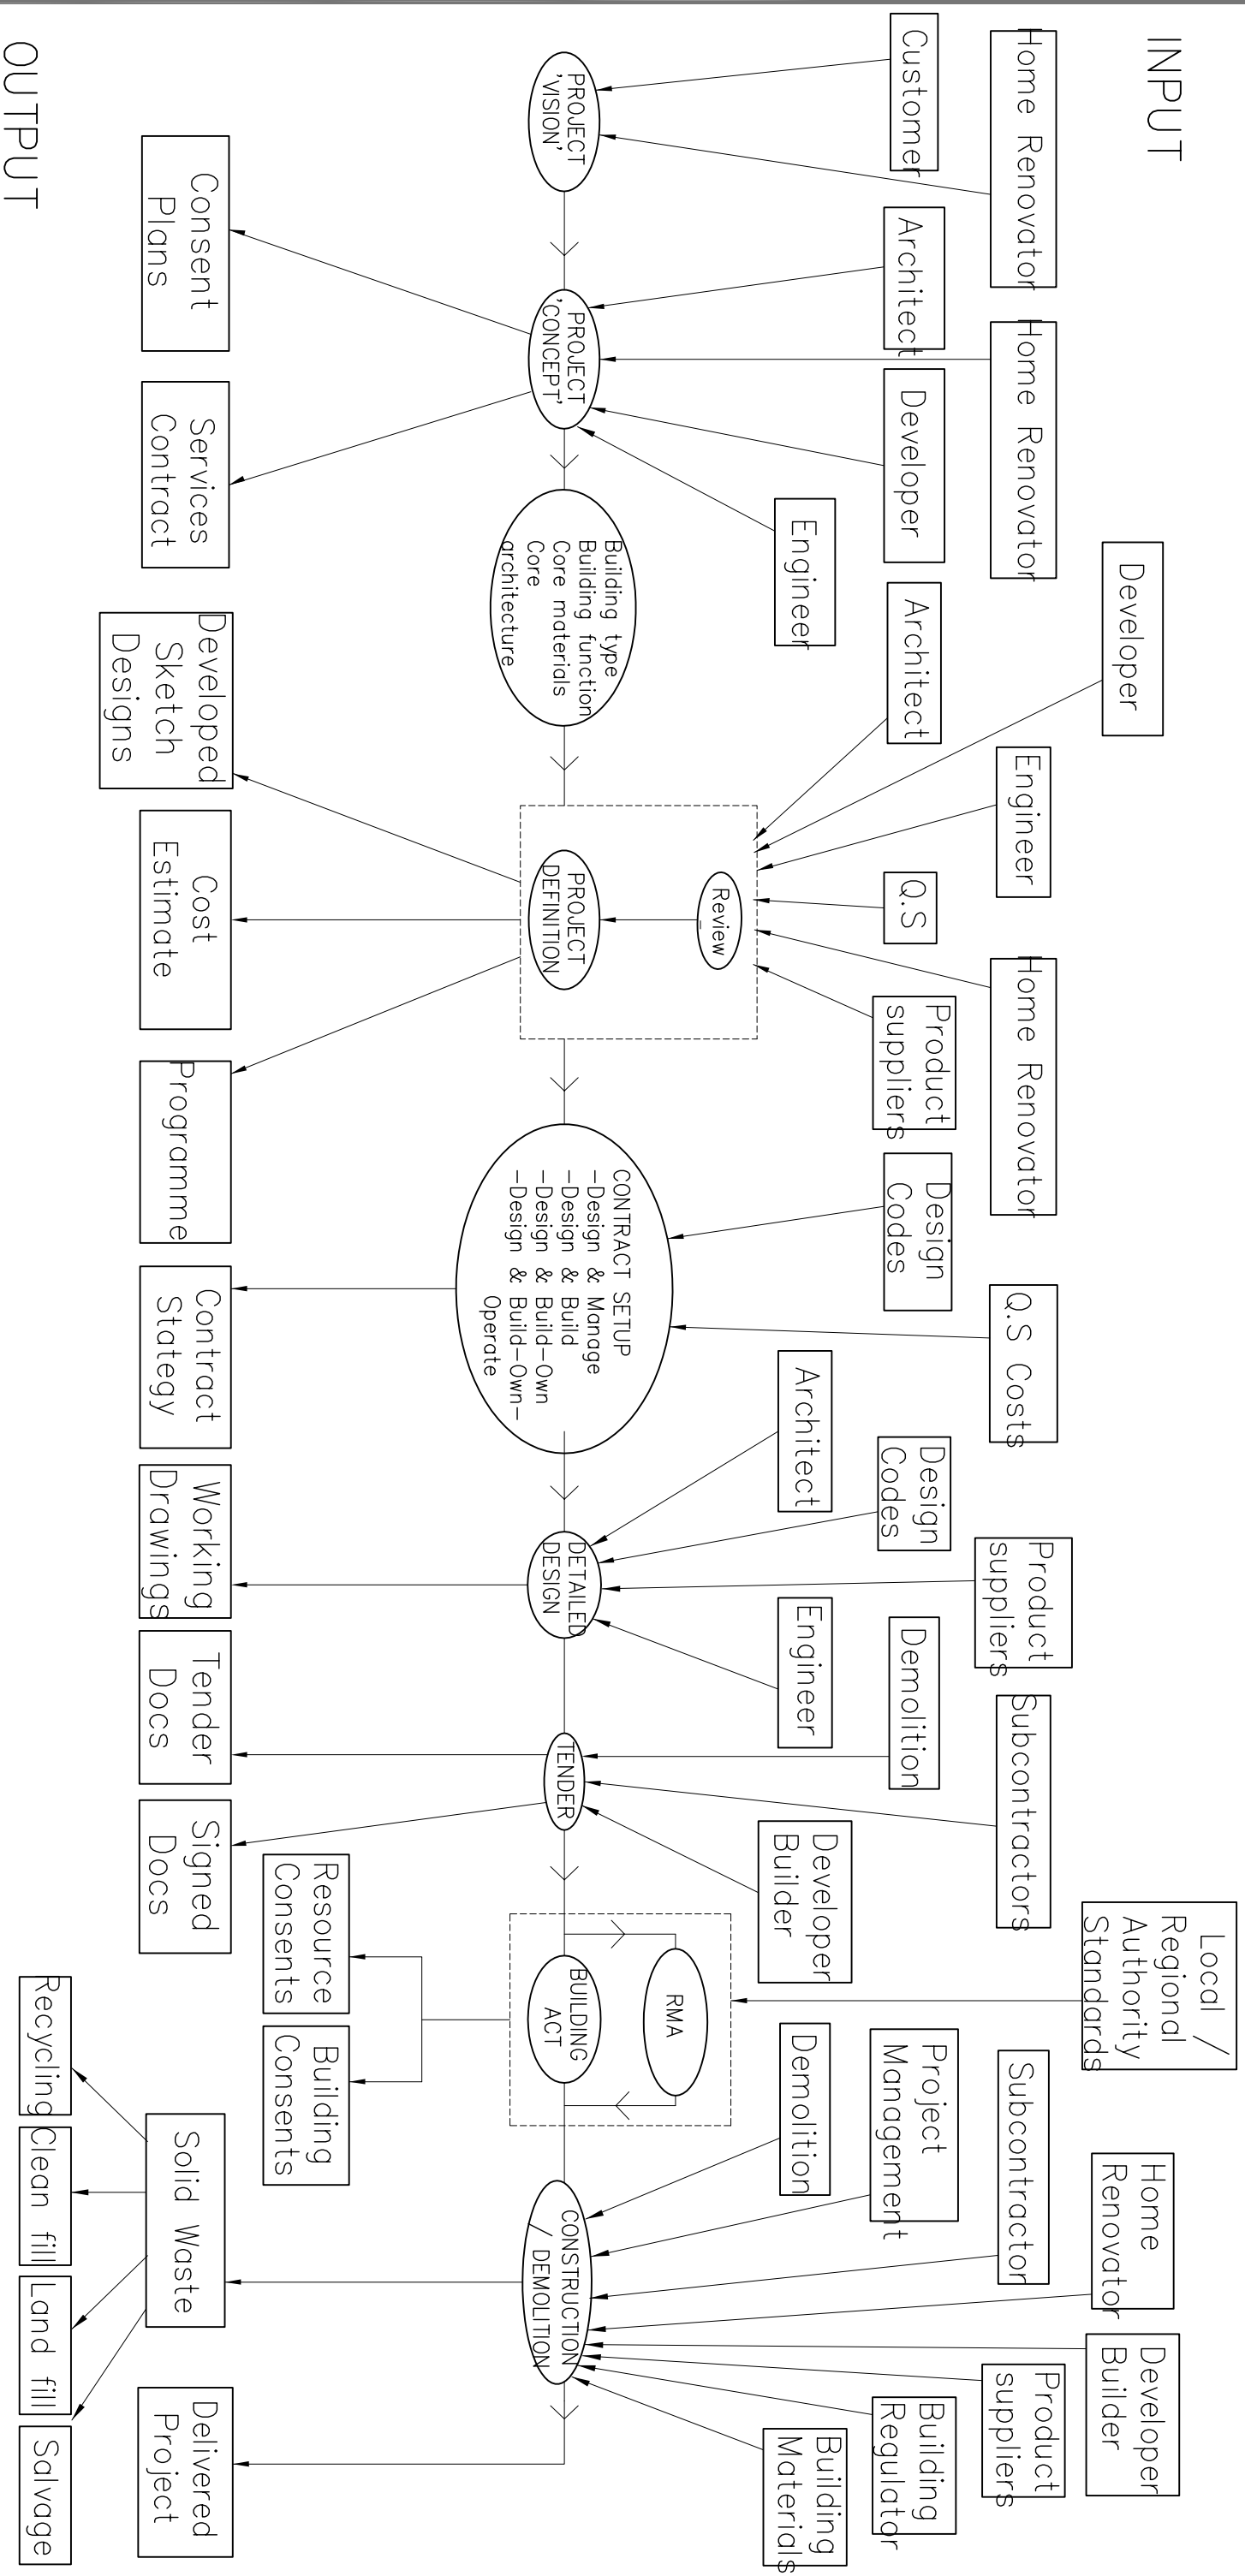 INPUT
Home Renovator
Customer
PROJECT
'VISION'
Home Renovator
Architect
Developer
Engineer
PROJECT
'CONCEPT'
Consent
Plans
Services
Contract
Building type
Building function
Core materials
Core
architecture
Developer
Architect
Engineer
Q.S
Home Renovator
Product
suppliers
Review
PROJECT
DEFINITION
Developed
Sketch
Designs
Cost
Estimate
Programme
Design
Codes
Q.S Costs
CONTRACT SETUP
-Design & Manage
-Design & Build
-Design & Build-Own
-Design & Build-Own-
Operate
Contract
Stategy
Architect
Design
Codes
Product
suppliers
Engineer
DETAILED
DESIGN
Working
Drawings
Demolition
Subcontractors
Developer
Builder
TENDER
Tender
Docs
Signed
Docs
Local /
Regional
Authority
Standards
RMA
BUILDING
ACT
Resource
Consents
Building
Consents
Demolition
Project
Management
Subcontractor
Home
Renovator
Developer
Builder
Product
suppliers
Building
Regulator
Building
Materials
CONSTRUCTION
/ DEMOLITION
Solid Waste
Recycling
Clean fill
Land fill
Salvage
Delivered
Project
OUTPUT